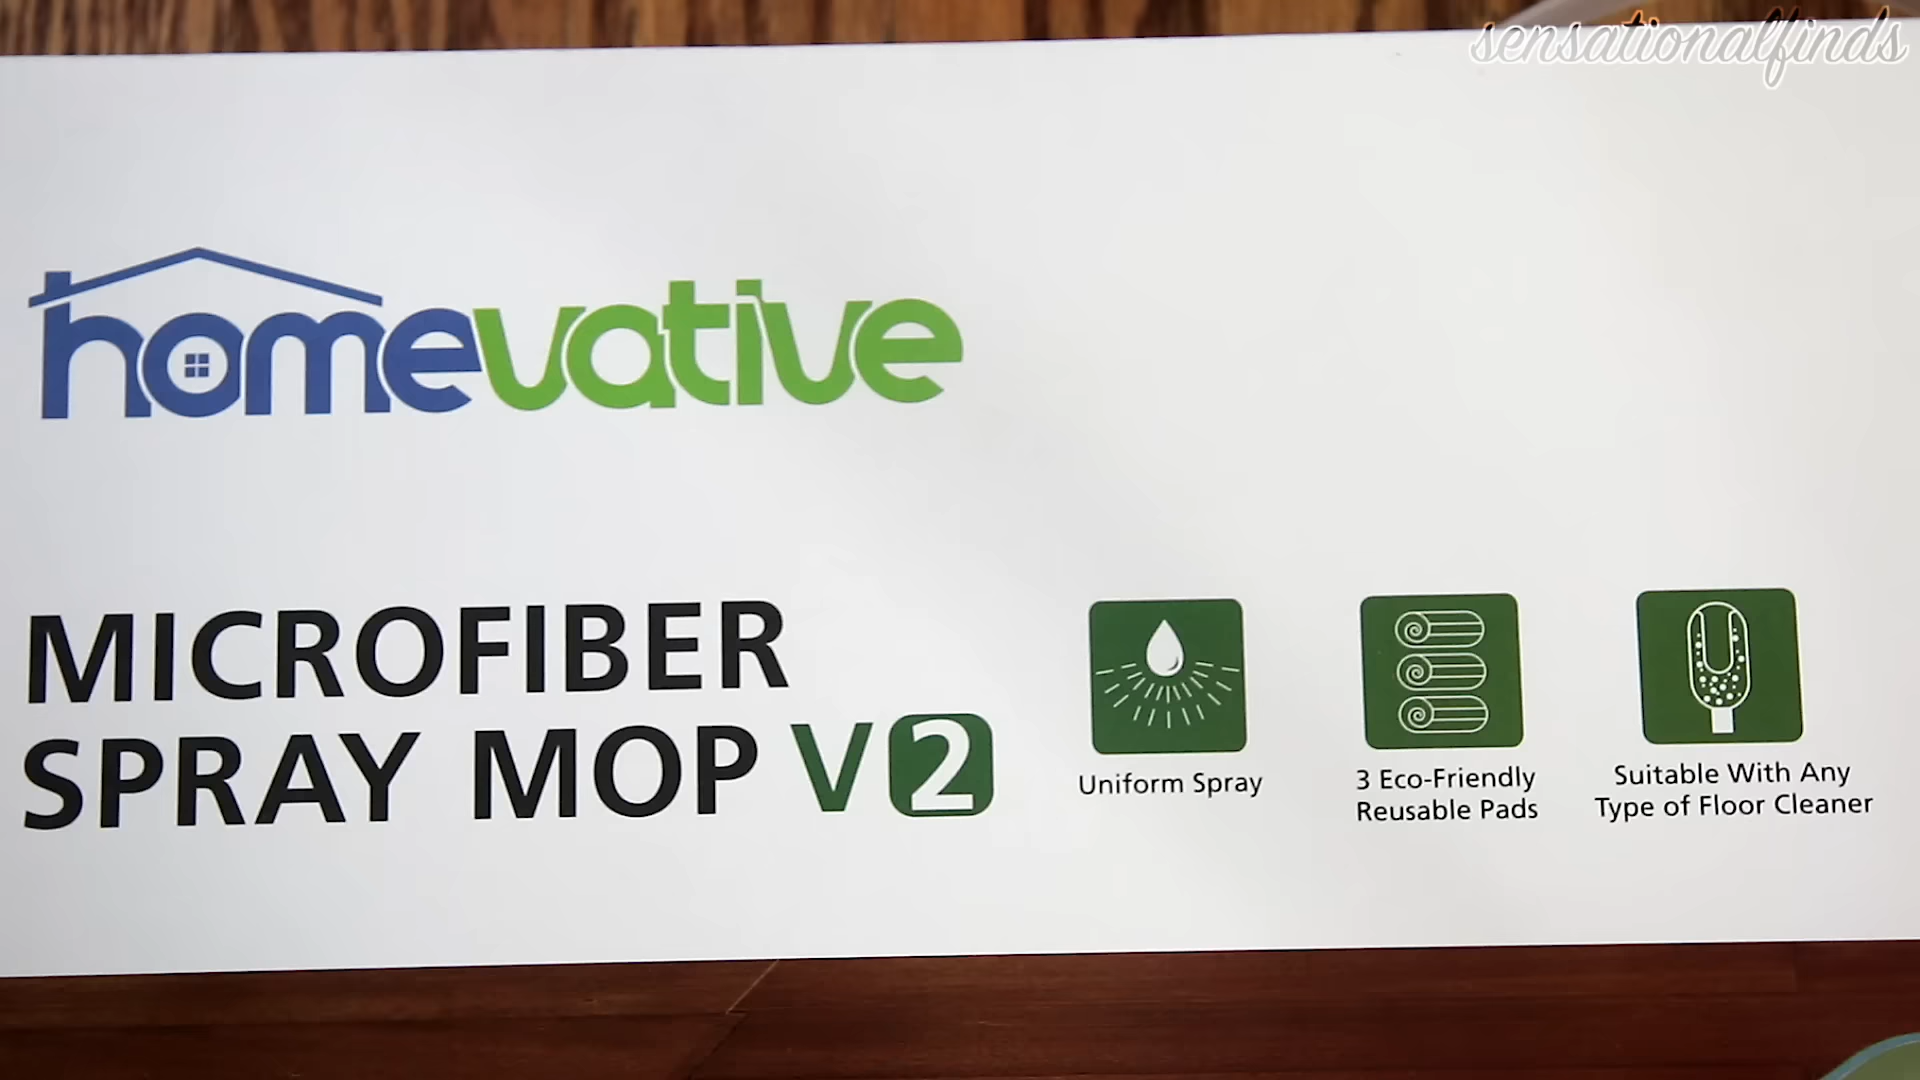 sensationalfinds
homevative
MICROFIBER
SPRAY MOP V2
Uniform Spray
3 Eco-Friendly
Reusable Pads
Suitable With Any
Type of Floor Cleaner